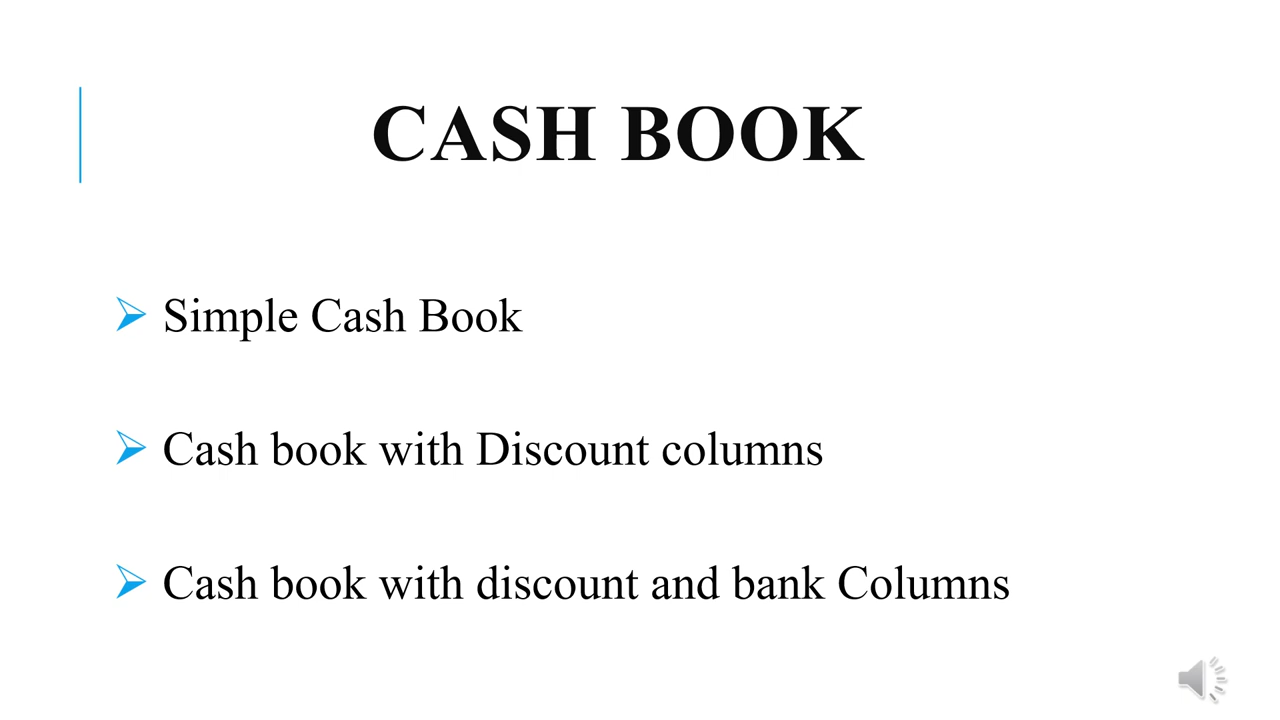 CASH BOOK
Simple Cash Book
Cash book with Discount columns
Cash book with discount and bank Columns